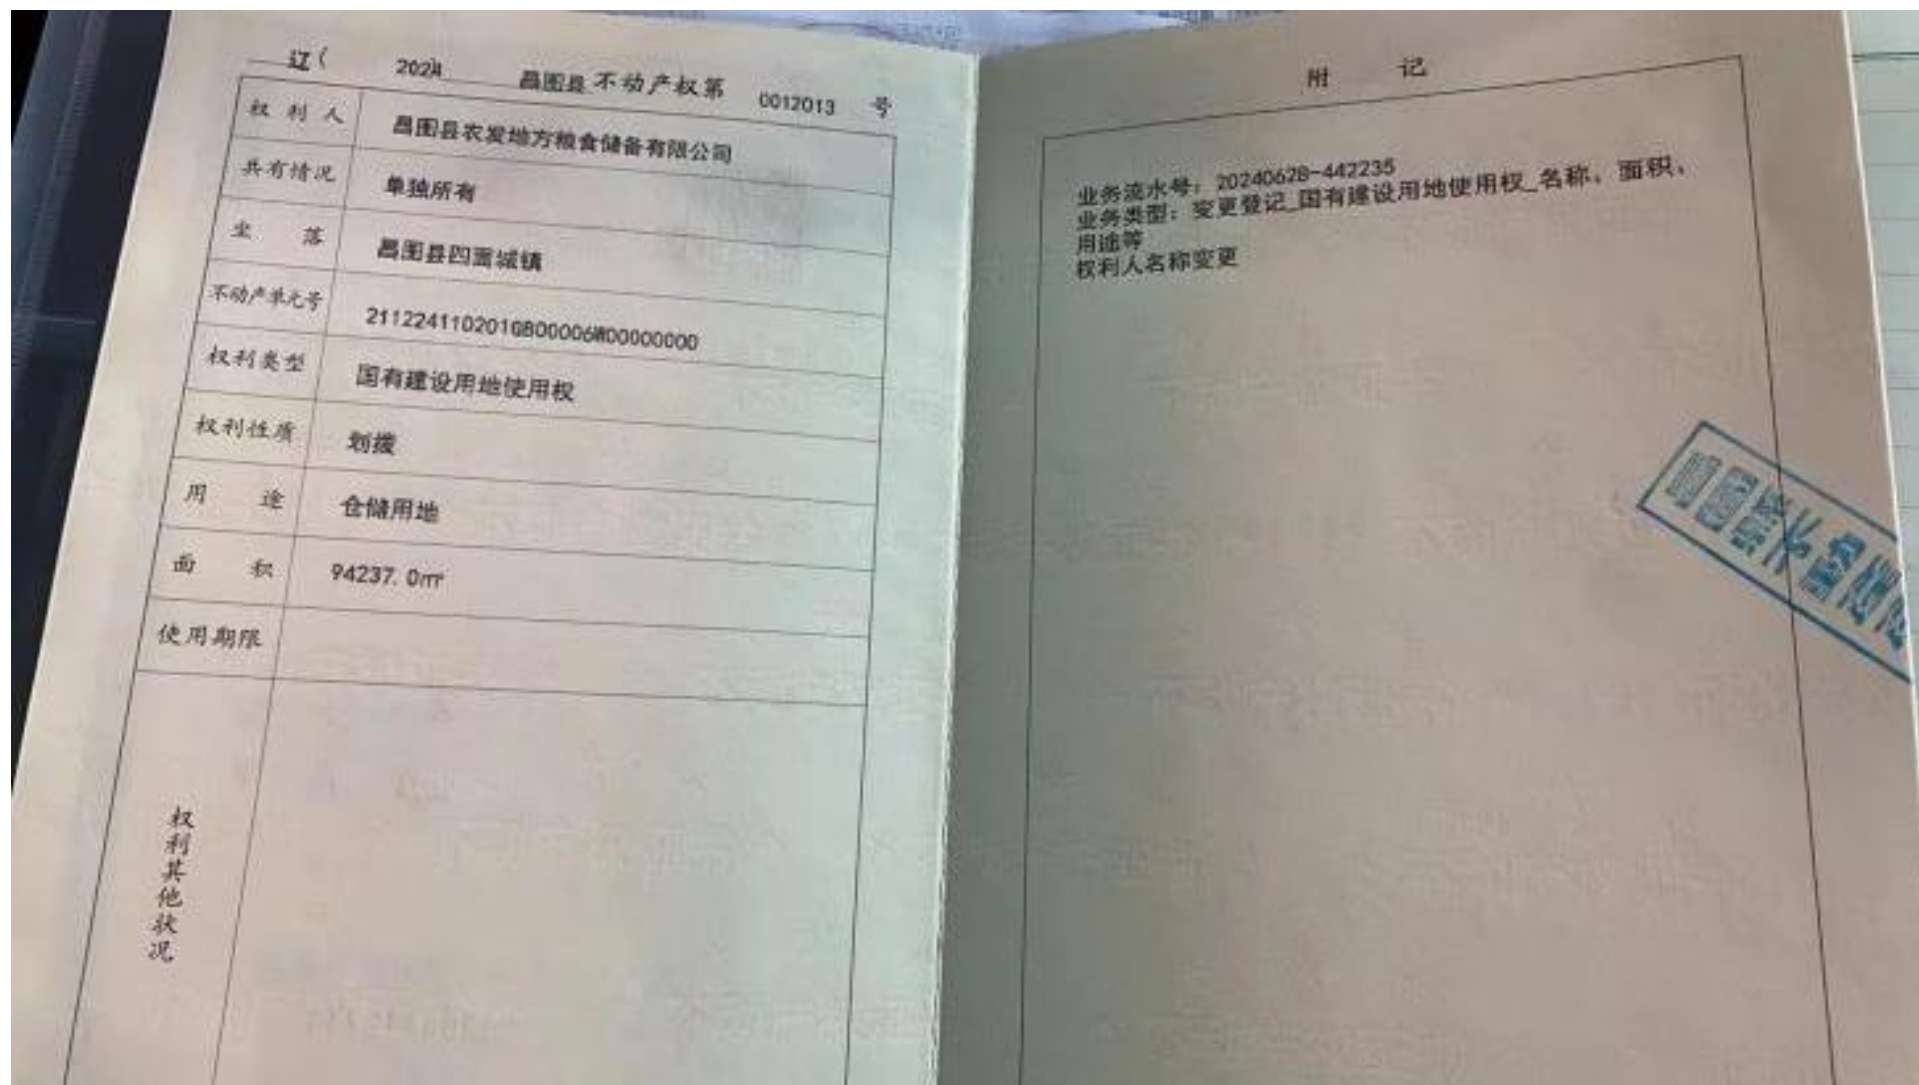 辽( 2024 昌图县 不动产权第 0012013 号
权利人 昌图县农发地方粮食储备有限公司
共有情况 单独所有
坐落 昌图县四面城镇
不动产单元号 211224110201GB00006W00000000
权利类型 国有建设用地使用权
权利性质 划拨
用途 仓储用地
面积 94237.0㎡
使用期限
权利其他状况
附记
业务流水号：20240628-442235
业务类型：变更登记_国有建设用地使用权_名称、面积、
用途等
权利人名称变更